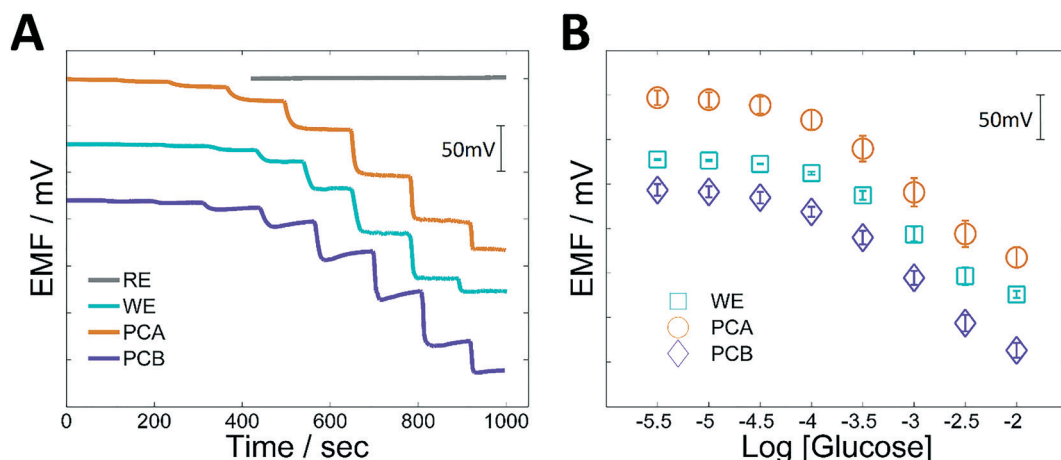 A
EMF / mV
50mV
RE
WE
PCA
PCB
0 200 400 600 800 1000
Time / sec
B
EMF / mV
50mV
WE
PCA
PCB
-5.5 -5 -4.5 -4 -3.5 -3 -2.5 -2
Log [Glucose]